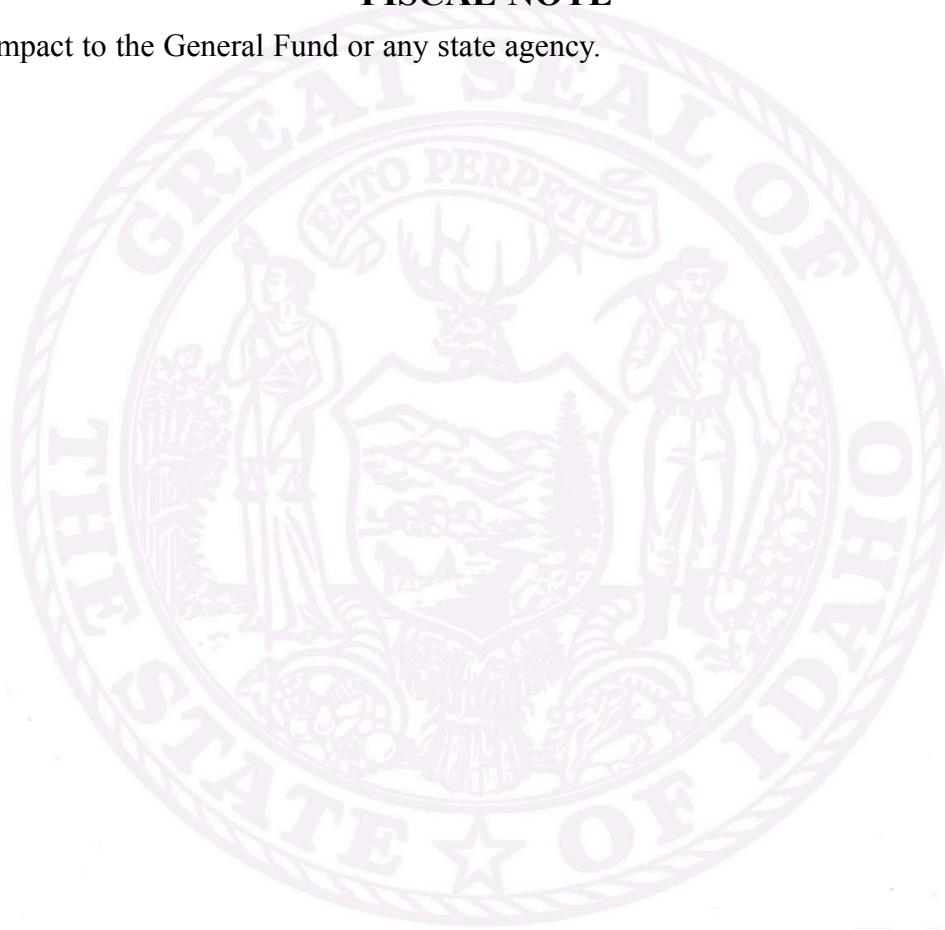 FISCAL NOTE
mpact to the General Fund or any state agency.
GREAT SEAL OF
ESTO PERPETUA
THE STATE OF IDAHO